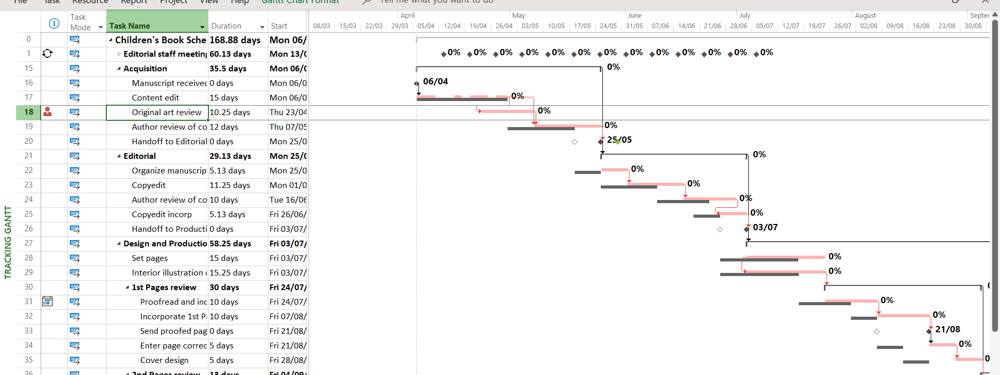 File Task Resource Report Project View Help Gantt Chart Format Tell me what you want to do
Task Mode Task Name Duration Start
April May June July August Septer
08/03 15/03 22/03 29/03 05/04 12/04 19/04 26/04 03/05 10/05 17/05 24/05 31/05 07/06 14/06 21/06 28/06 05/07 12/07 19/07 26/07 02/08 09/08 16/08 23/08 30/08
0 Children's Book Sche 168.88 days Mon 06/
1 Editorial staff meeting 60.13 days Mon 13/0 0% 0% 0% 0% 0% 0% 0% 0% 0% 0% 0% 0% 0%
15 Acquisition 35.5 days Mon 06/0 0%
16 Manuscript received 0 days Mon 06/0 06/04
17 Content edit 15 days Mon 06/0 0%
18 Original art review 10.25 days Thu 23/04 0%
19 Author review of co 12 days Thu 07/05 0%
20 Handoff to Editorial 0 days Mon 25/0 25/05
21 Editorial 29.13 days Mon 25/0 0%
22 Organize manuscrip 5.13 days Mon 25/0 0%
23 Copyedit 11.25 days Mon 01/0 0%
24 Author review of co 10 days Tue 16/06 0%
25 Copyedit incorp 5.13 days Fri 26/06/ 0%
26 Handoff to Producti 0 days Fri 03/07/ 03/07
27 Design and Productio 58.25 days Fri 03/07/
28 Set pages 15 days Fri 03/07/ 0%
29 Interior illustration 15.25 days Fri 03/07/ 0%
30 1st Pages review 30 days Fri 24/07/ 0
31 Proofread and ind 10 days Fri 24/07/ 0%
32 Incorporate 1st P 10 days Fri 07/08/ 0%
33 Send proofed pag 0 days Fri 21/08/ 21/08
34 Enter page correc 5 days Fri 21/08/ 0%
35 Cover design 5 days Fri 28/08/ 0
36 2nd Pages review 13 days Fri 04/09/
TRACKING GANTT